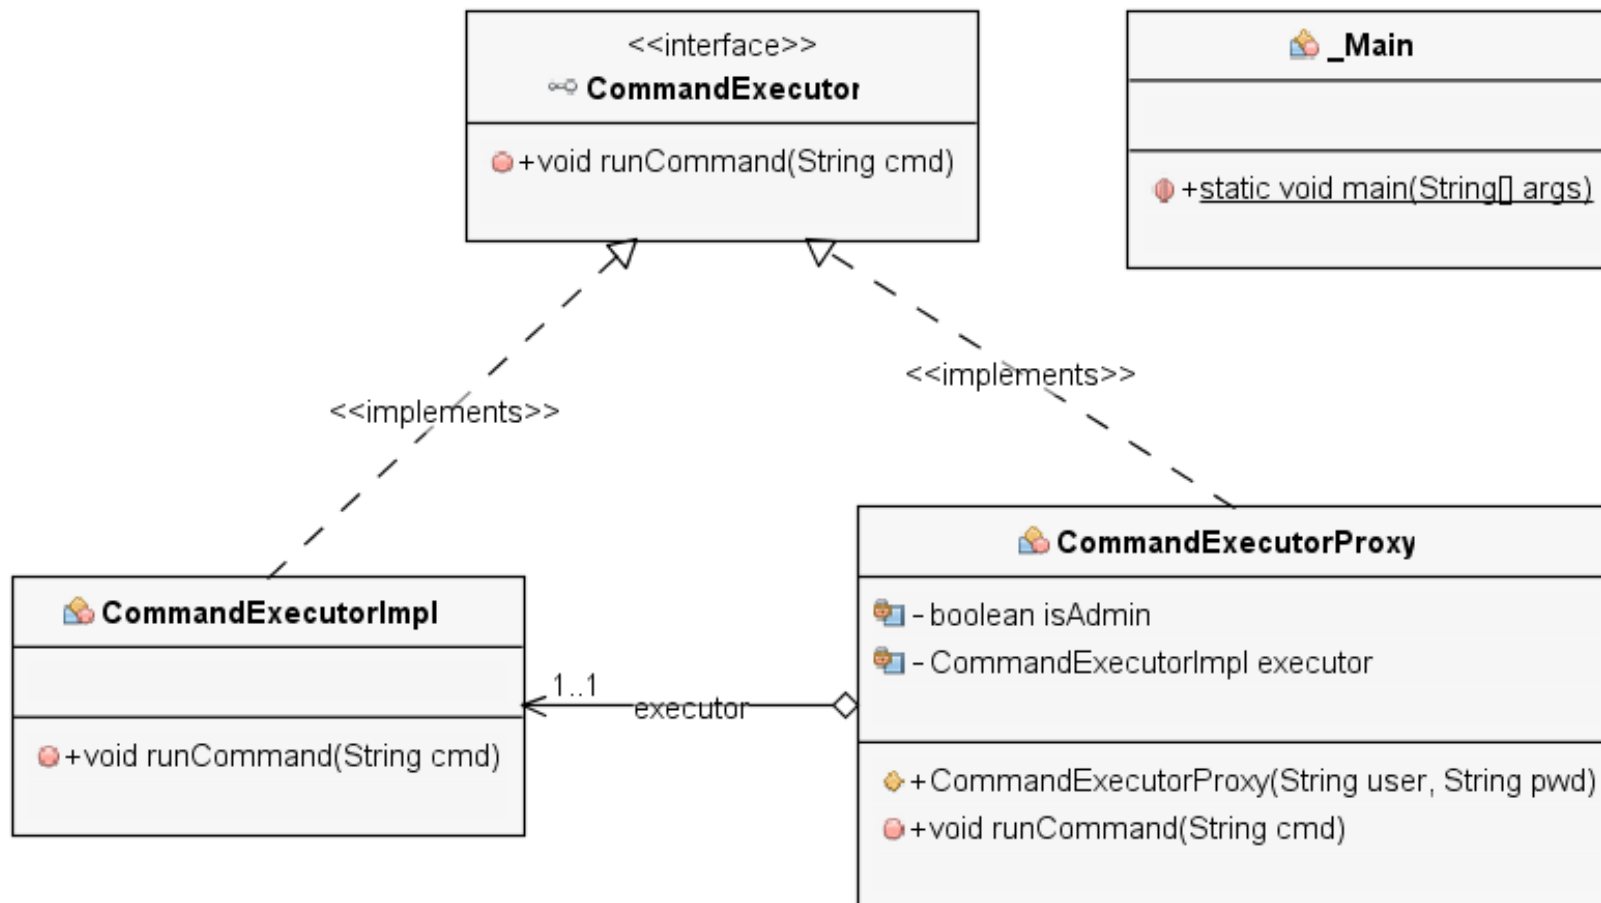 <<interface>>
CommandExecutor
+void runCommand(String cmd)
_Main
+static void main(String[] args)
<<implements>>
<<implements>>
CommandExecutorImpl
+void runCommand(String cmd)
1..1
executor
CommandExecutorProxy
-boolean isAdmin
-CommandExecutorImpl executor
+CommandExecutorProxy(String user, String pwd)
+void runCommand(String cmd)